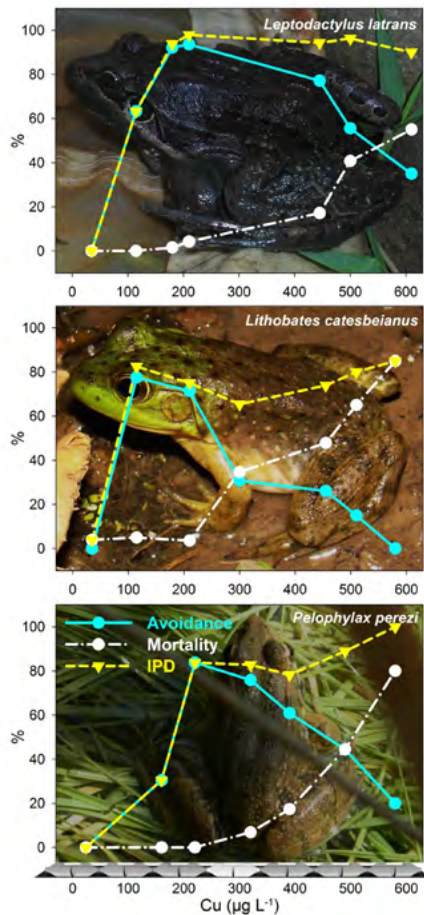 Leptodactylus latrans
100
80
60
40
20
0
%
0 100 200 300 400 500 600
Lithobates catesbeianus
100
80
60
40
20
0
%
0 100 200 300 400 500 600
Pelophylax perezi
Avoidance
Mortality
IPD
100
80
60
40
20
0
%
0 100 200 300 400 500 600
Cu (µg L⁻¹)